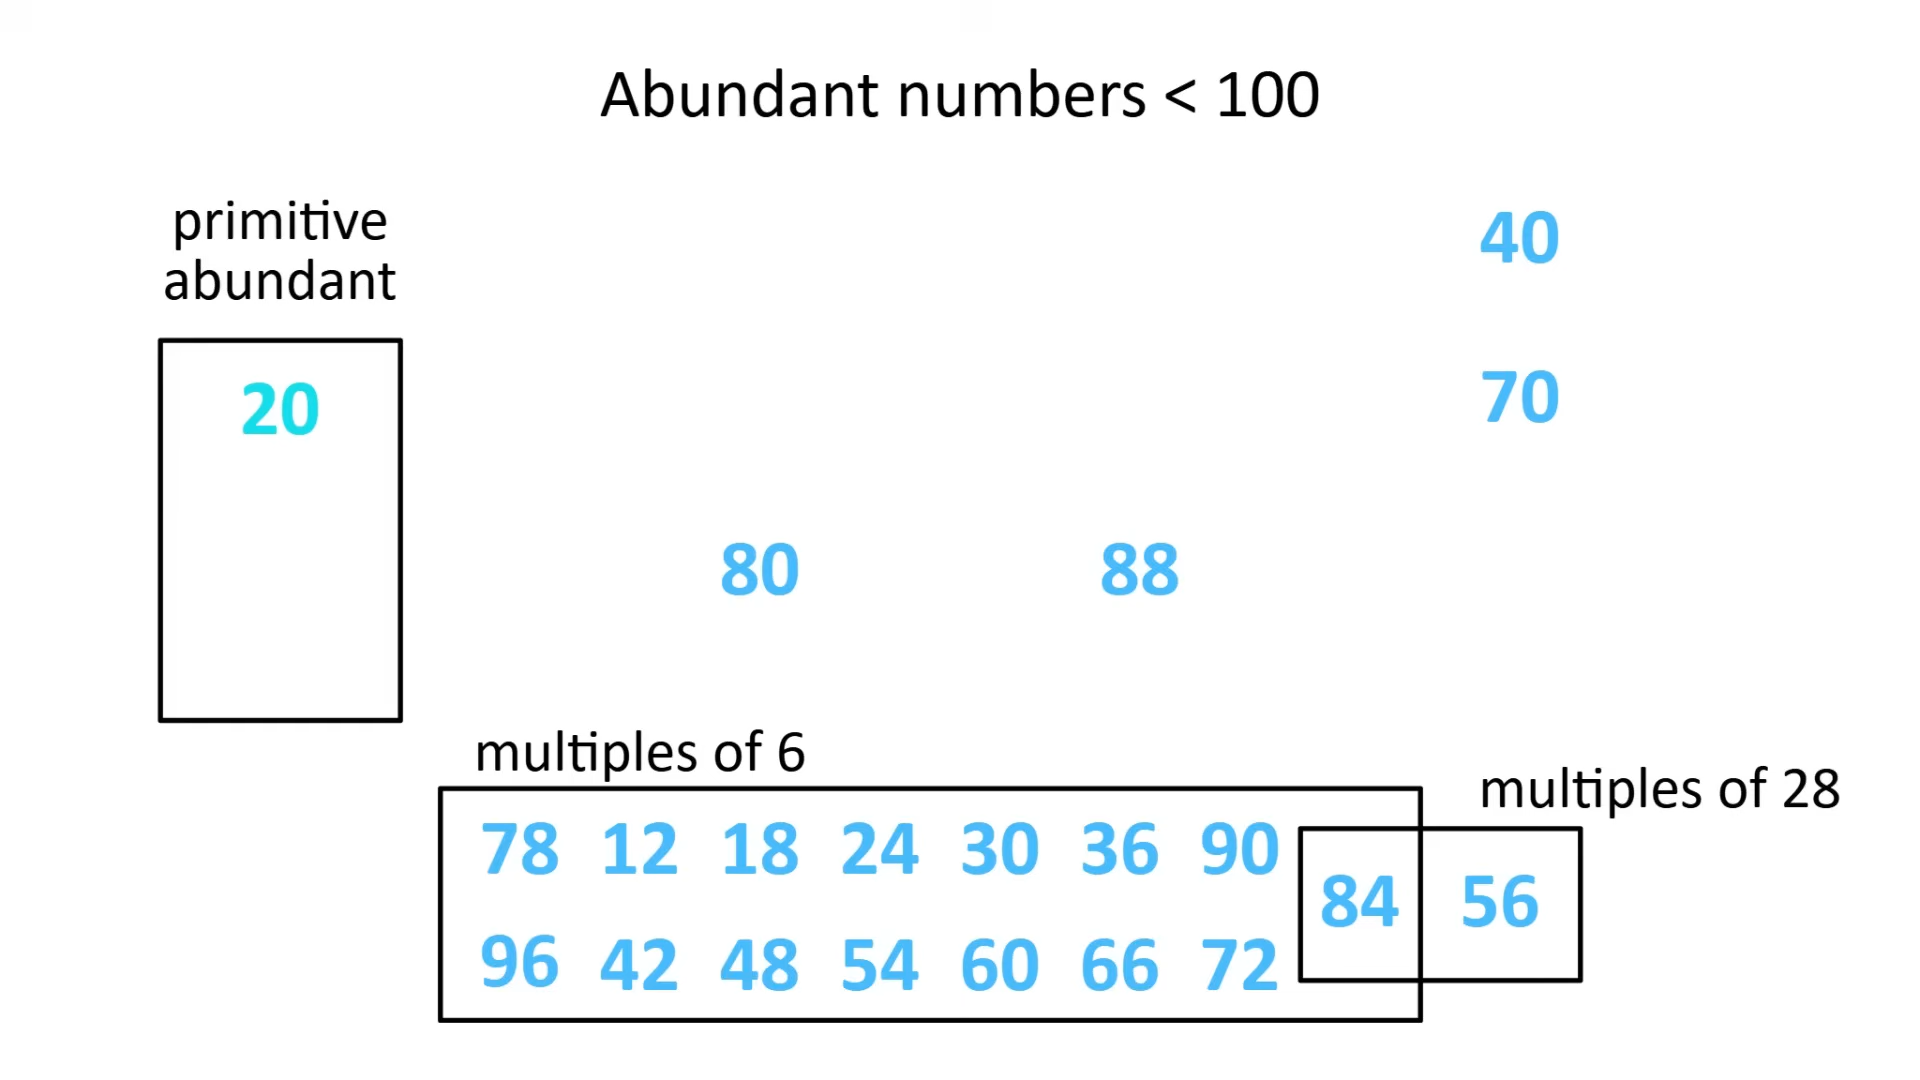 Abundant numbers < 100
primitive
abundant
40
20
70
80 88
multiples of 6
multiples of 28
78 12 18 24 30 36 90
84 56
96 42 48 54 60 66 72